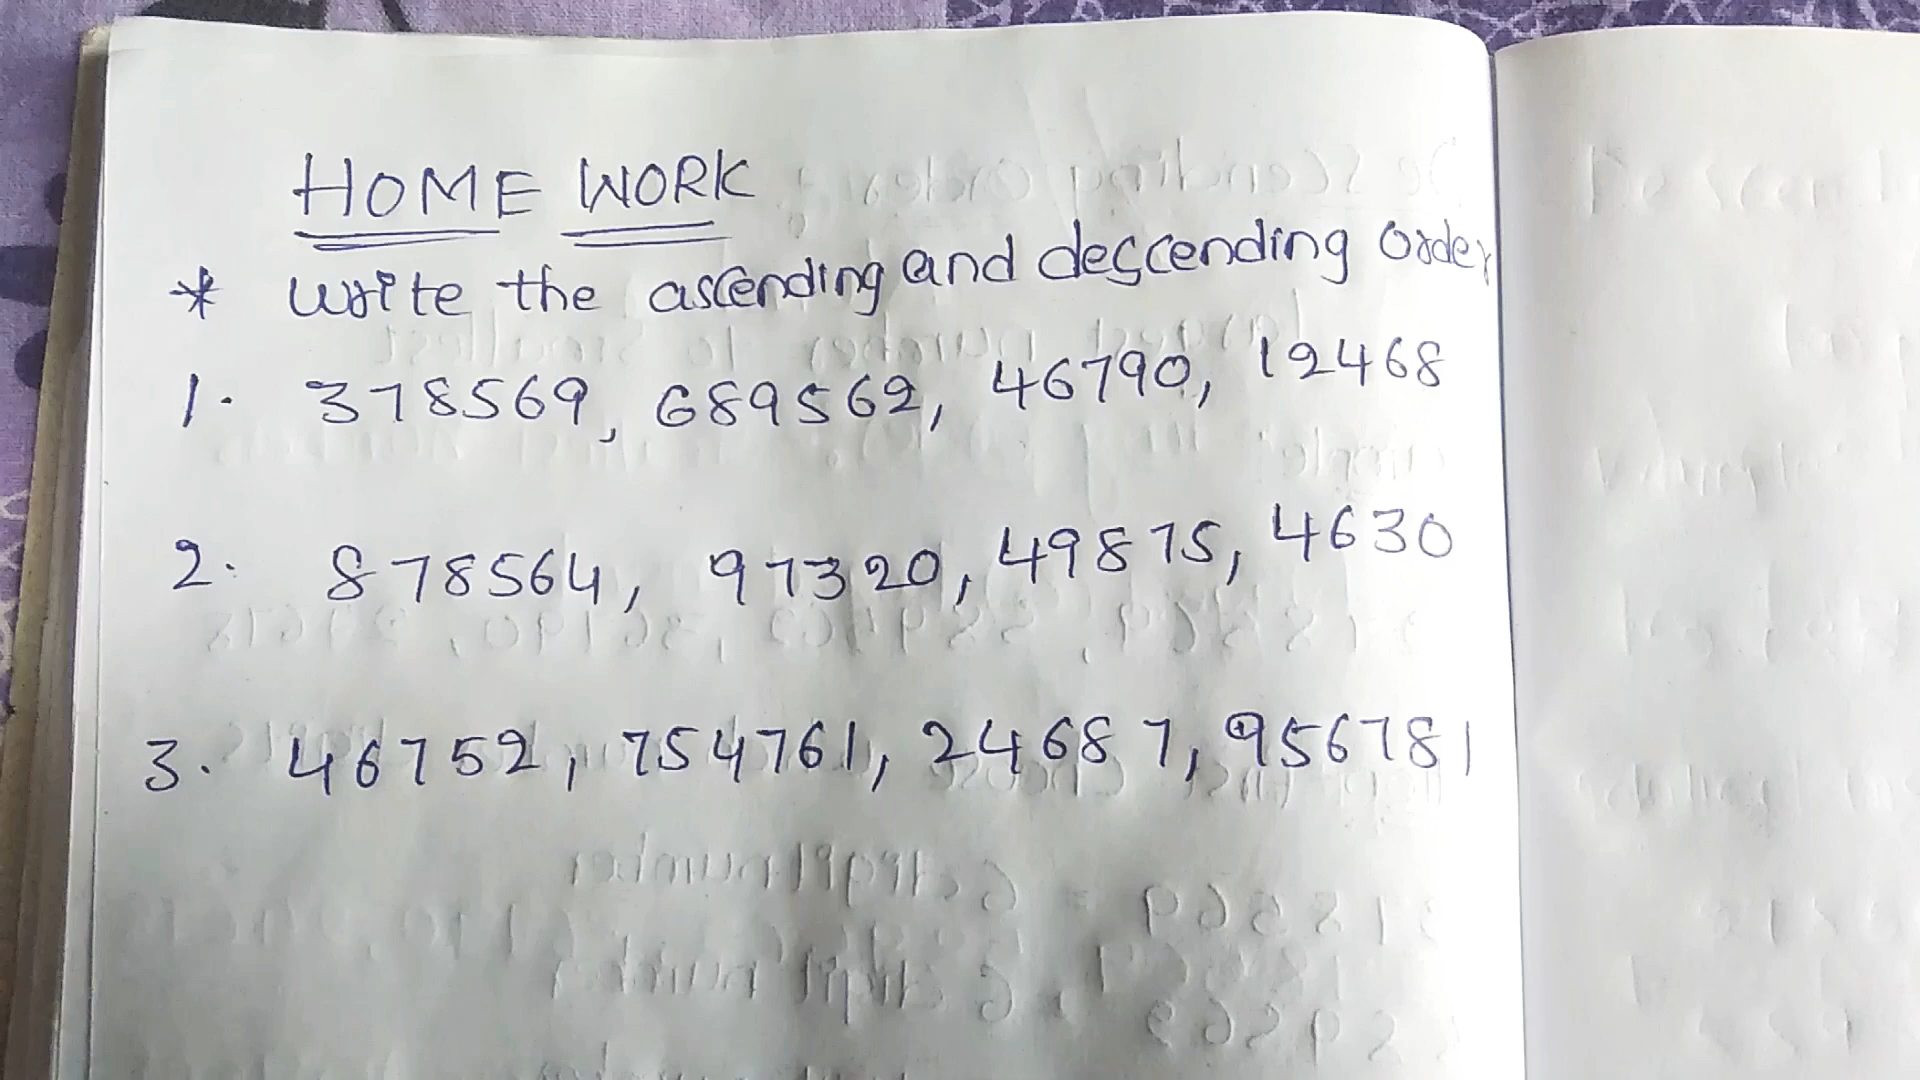 HOME WORK
* write the ascending and descending order
1. 378569, 689562, 46790, 12468
2. 878564, 97320, 49875, 4630
3. 46752, 754761, 24687, 956781